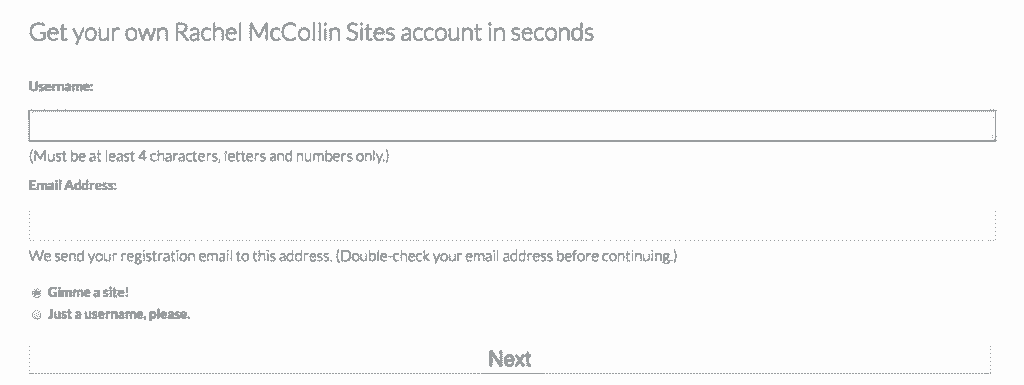 Get your own Rachel McCollin Sites account in seconds
Username:
(Must be at least 4 characters, letters and numbers only.)
Email Address:
We send your registration email to this address. (Double-check your email address before continuing.)
Gimme a site!
Just a username, please.
Next